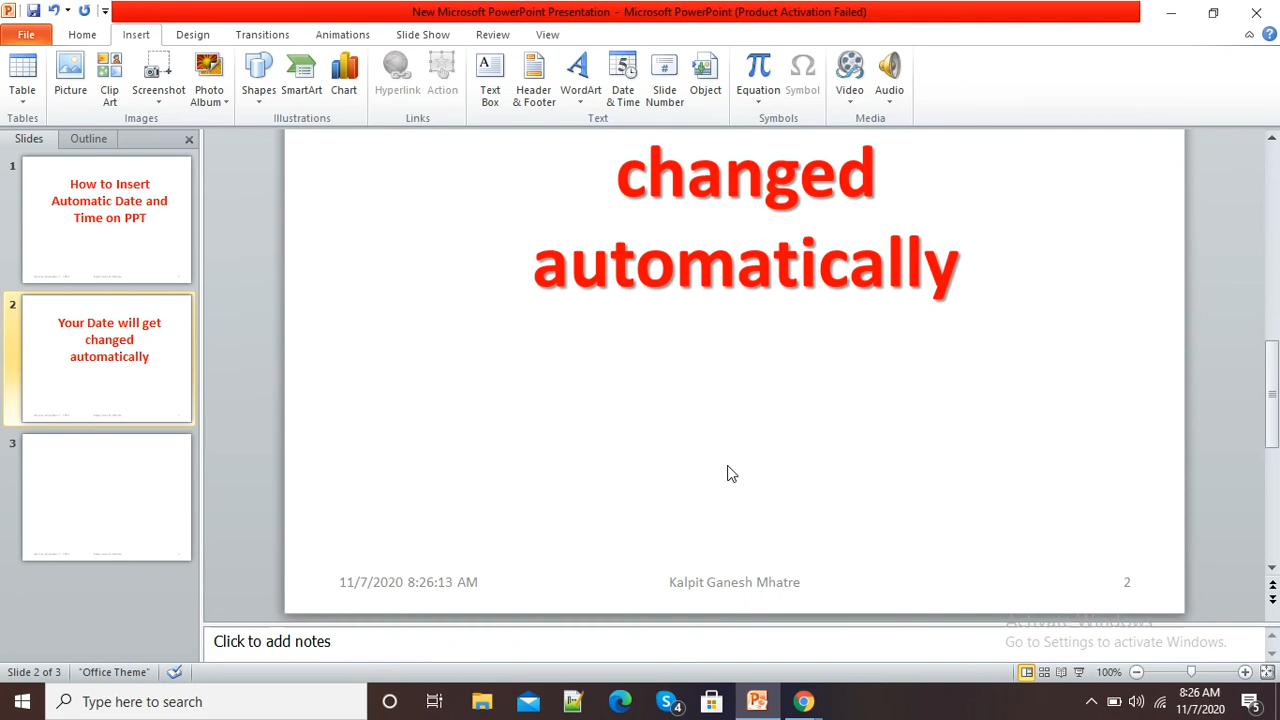 New Microsoft PowerPoint Presentation - Microsoft PowerPoint (Product Activation Failed)
File Home Insert Design Transitions Animations Slide Show Review View
Table Picture Clip Art Screenshot Photo Album Shapes SmartArt Chart Hyperlink Action Text Box Header & Footer WordArt Date & Time Slide Number Object Equation Symbol Video Audio
Tables Images Illustrations Links Text Symbols Media
Slides Outline
1
How to Insert
Automatic Date and
Time on PPT
2
Your Date will get
changed
automatically
3
changed
automatically
11/7/2020 8:26:13 AM Kalpit Ganesh Mhatre 2
Click to add notes
Activate Windows
Go to Settings to activate Windows.
Slide 2 of 3 "Office Theme" 100%
Type here to search
4
8:26 AM
11/7/2020
5